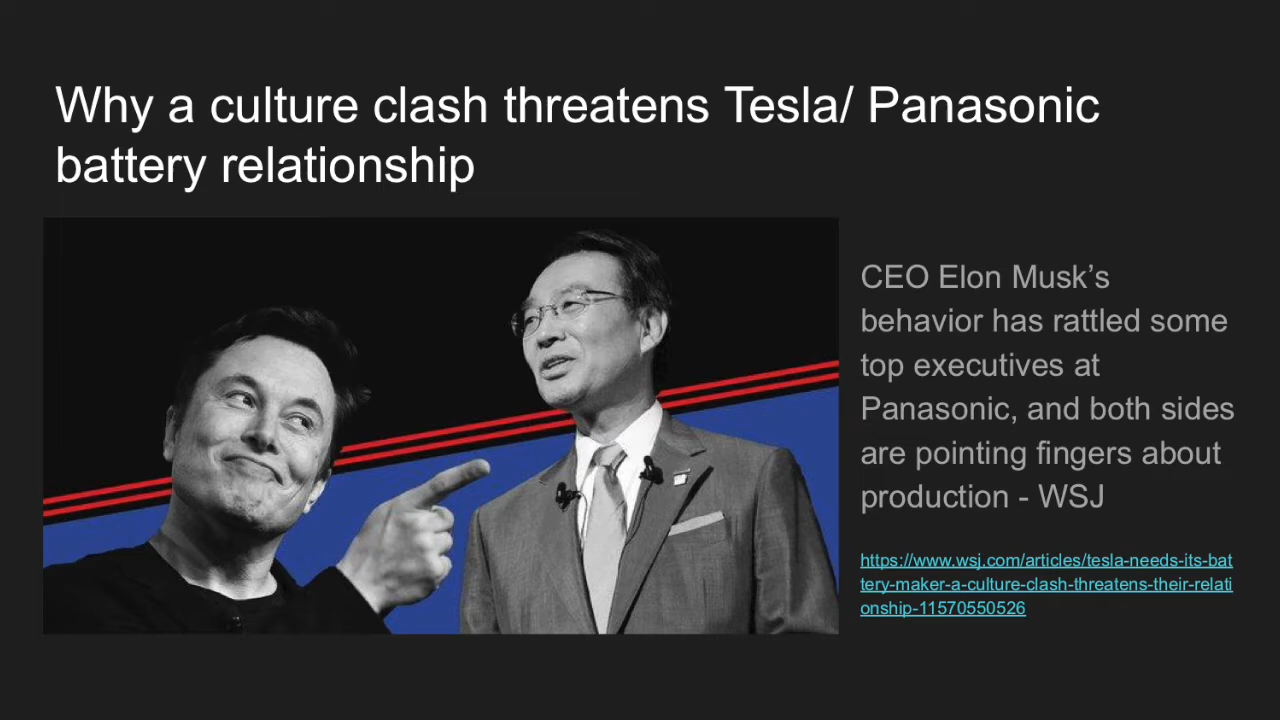 Why a culture clash threatens Tesla/ Panasonic
battery relationship
CEO Elon Musk’s
behavior has rattled some
top executives at
Panasonic, and both sides
are pointing fingers about
production - WSJ
https://www.wsj.com/articles/tesla-needs-its-bat
tery-maker-a-culture-clash-threatens-their-relati
onship-11570550526